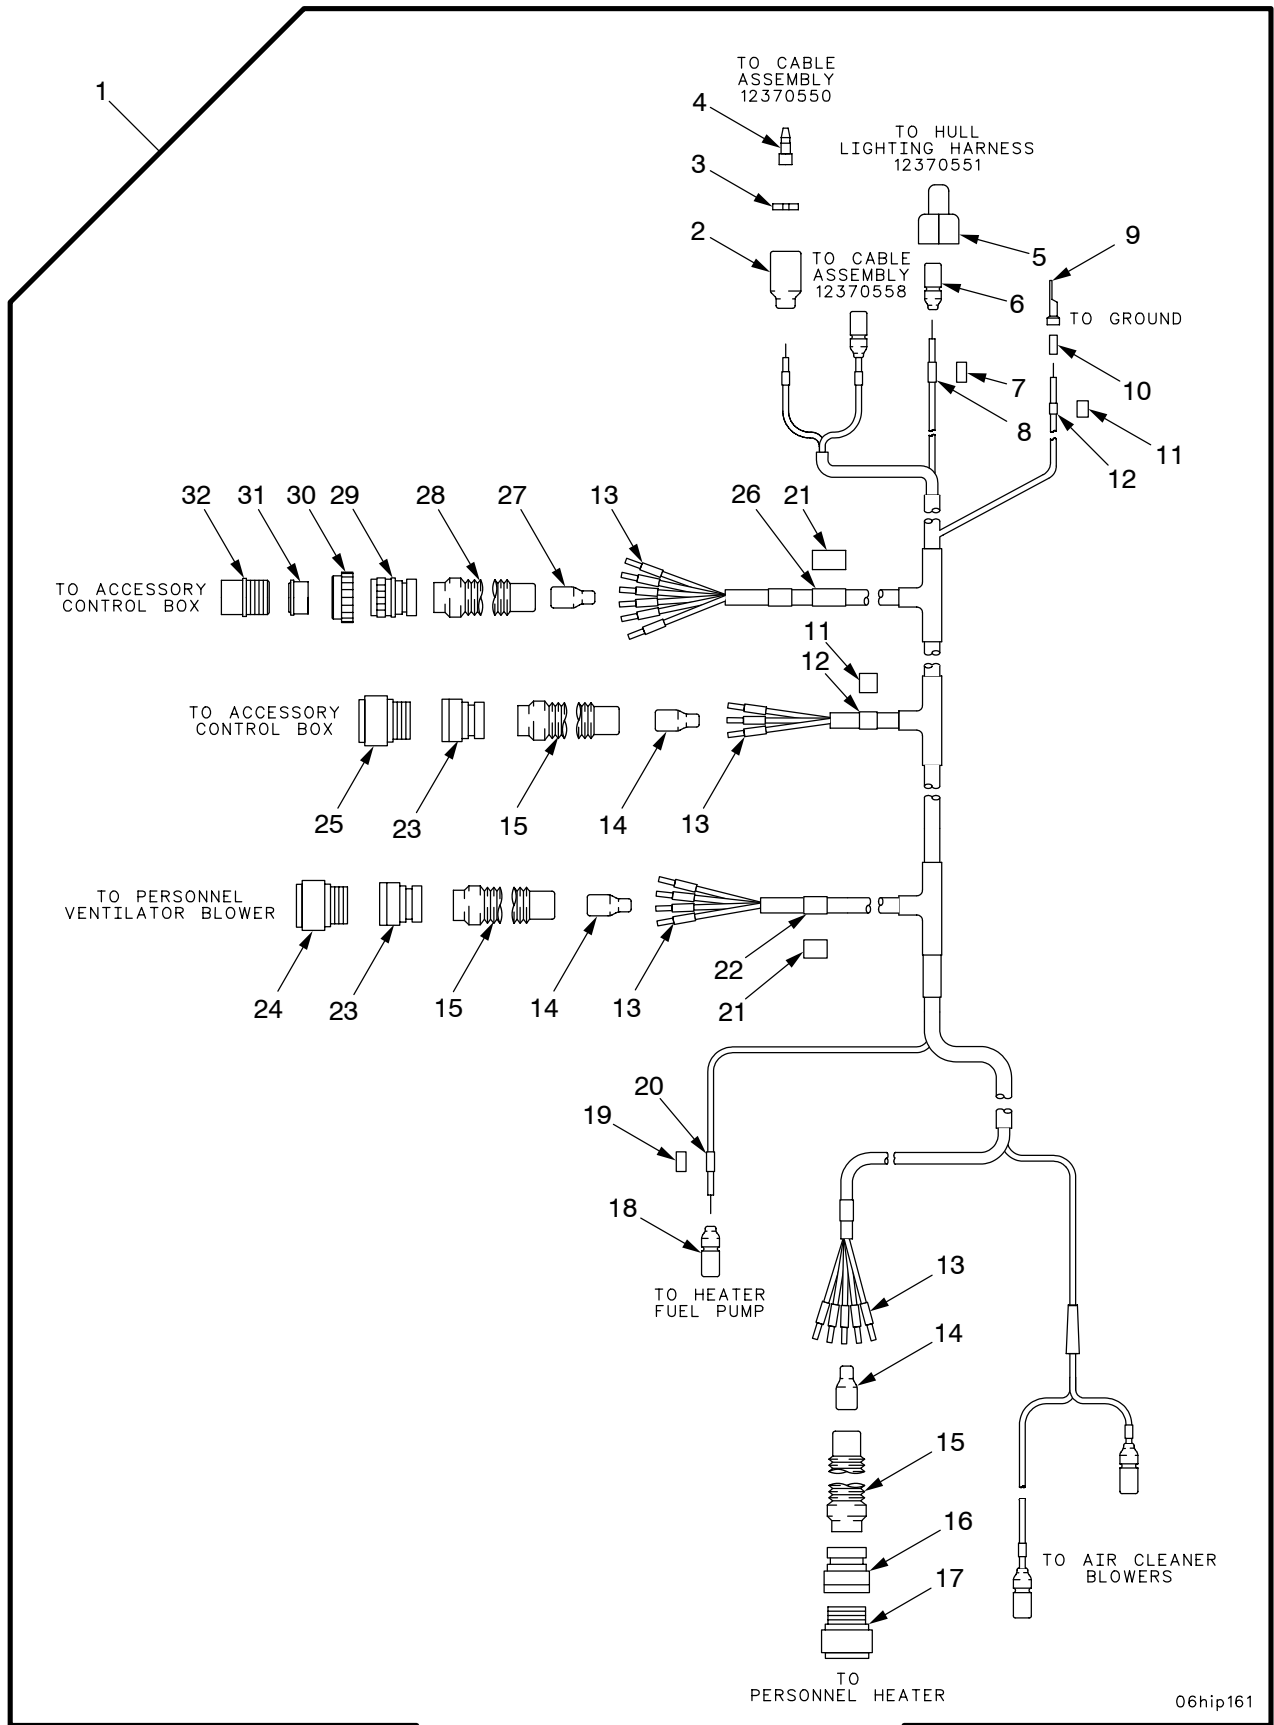 1
TO CABLE
ASSEMBLY
12370550
4
TO HULL
LIGHTING HARNESS
12370551
3
2
TO CABLE
ASSEMBLY
12370558
5
9
6
TO GROUND
7
10
8
11
12
32
31
30
29
28
27
13
26
21
TO ACCESSORY
CONTROL BOX
11
12
TO ACCESSORY
CONTROL BOX
25
23
15
14
13
TO PERSONNEL
VENTILATOR BLOWER
24
23
15
14
13
22
21
20
19
18
TO HEATER
FUEL PUMP
13
14
15
16
17
TO AIR CLEANER
BLOWERS
TO
PERSONNEL HEATER
06hip161